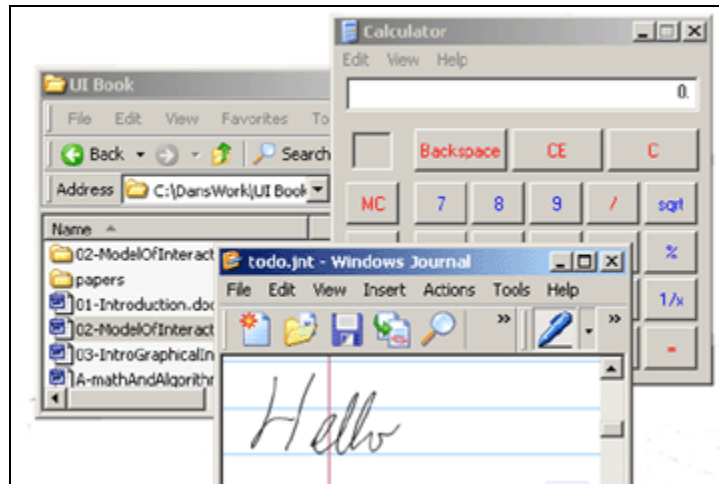 Calculator
Edit View Help
0.
Backspace CE C
MC 7 8 9 / sqrt
%
1/x
=
UI Book
File Edit View Favorites To
Back Search
Address C:\DansWork\UI Book
Name
02-ModelOfInteract
papers
01-Introduction.doc
02-ModelOfInteract
03-IntroGraphicalIn
A-mathAndAlgorithm
todo.jnt - Windows Journal
File Edit View Insert Actions Tools Help
» »
Hello